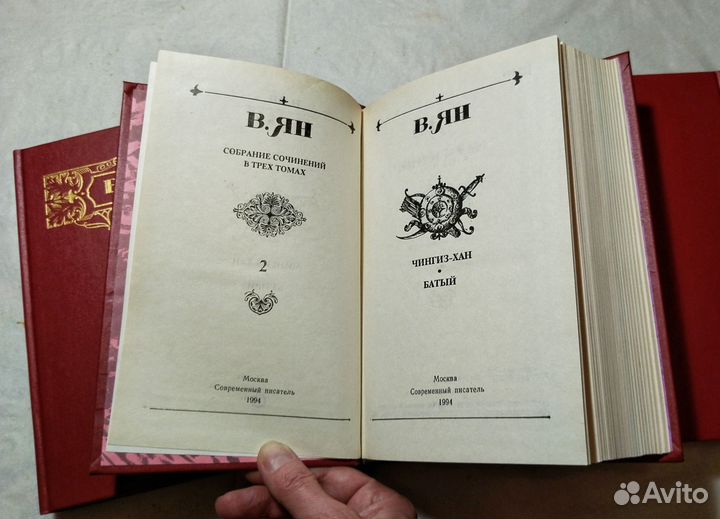 В. ЯН
СОБРАНИЕ СОЧИНЕНИЙ
В ТРЕХ ТОМАХ
2
Москва
Современный писатель
1994
В. ЯН
ЧИНГИЗ-ХАН
•
БАТЫЙ
Москва
Современный писатель
1994
Avito